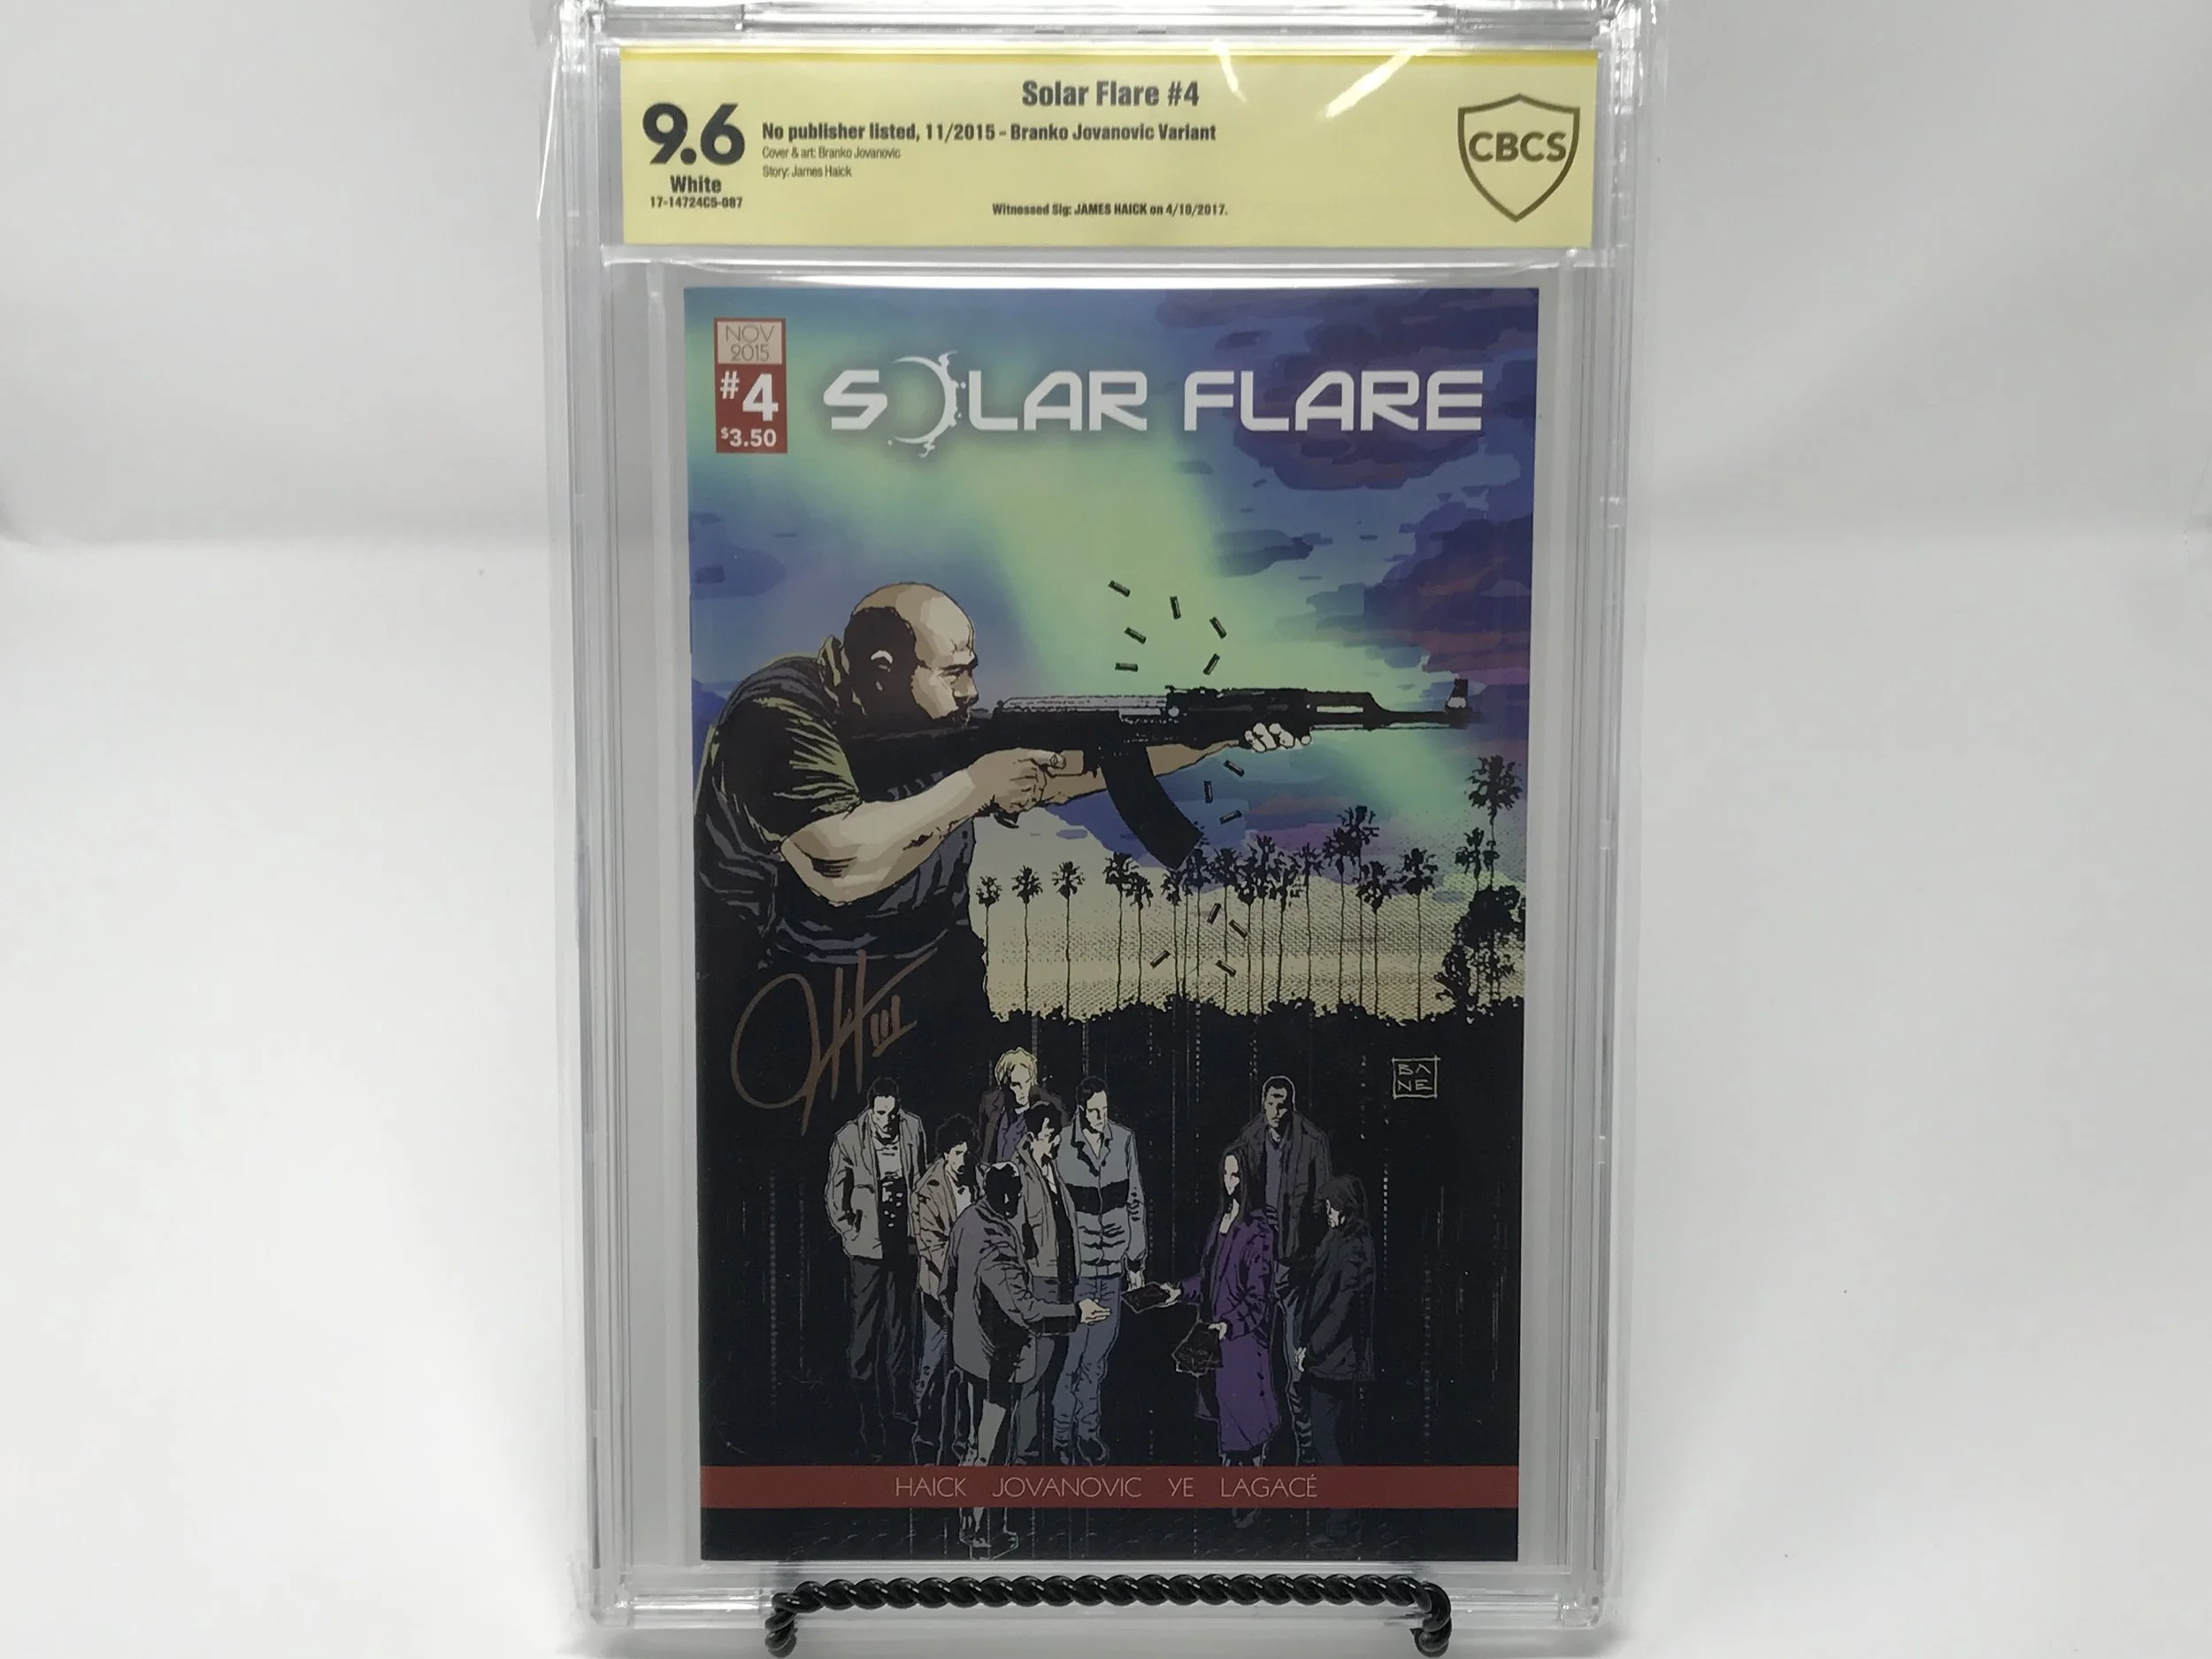 Solar Flare #4
9.6
White
17-14724C5-087
No publisher listed, 11/2015 - Branko Jovanovic Variant
Cover & art: Branko Jovanovic
Story: James Haick
Witnessed Sig: JAMES HAICK on 4/10/2017.
CBCS
NOV
2015
#4
$3.50
SOLAR FLARE
III
BA
NE
HAICK JOVANOVIC YE LAGACÉ